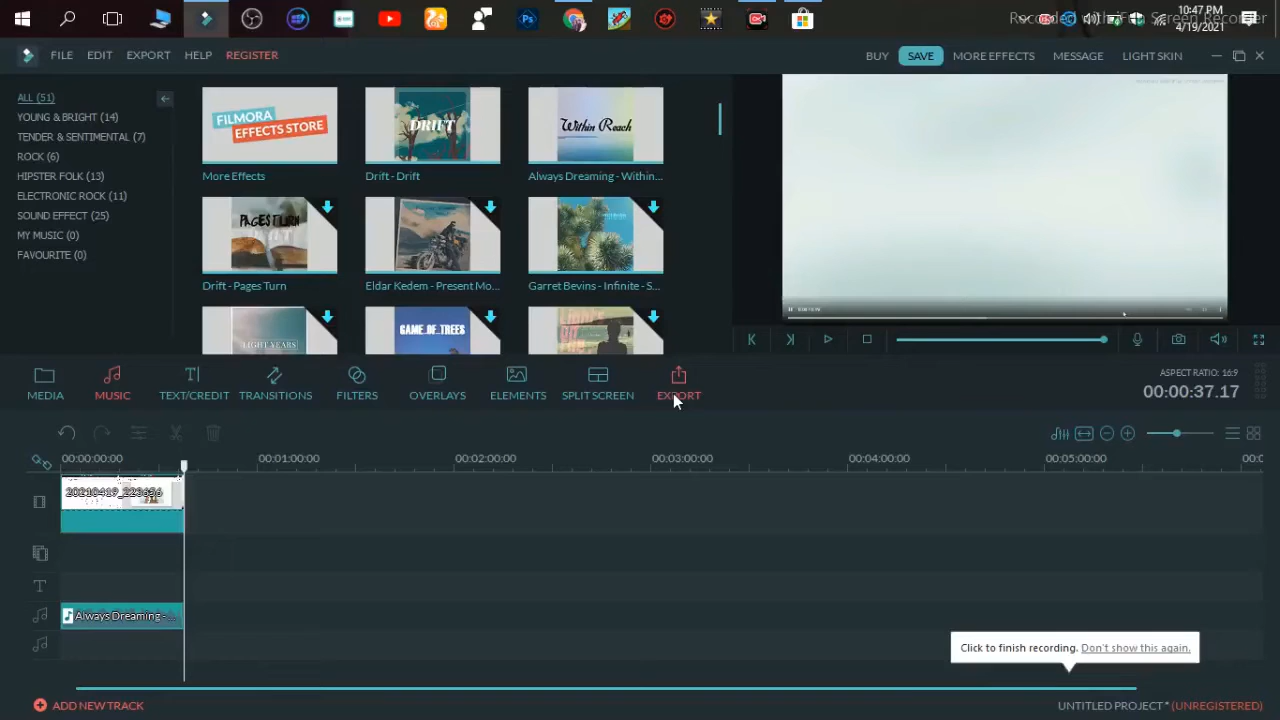 10:47 PM
4/19/2021
FILE EDIT EXPORT HELP REGISTER
BUY SAVE MORE EFFECTS MESSAGE LIGHT SKIN
ALL (51)
YOUNG & BRIGHT (14)
TENDER & SENTIMENTAL (7)
ROCK (6)
HIPSTER FOLK (13)
ELECTRONIC ROCK (11)
SOUND EFFECT (25)
MY MUSIC (0)
FAVOURITE (0)
FILMORA
EFFECTS STORE
DRIFT
Within Reach
More Effects
Drift - Drift
Always Dreaming - Within...
PAGES TURN
Drift - Pages Turn
Eldar Kedem - Present Mo...
Garret Bevins - Infinite - S...
LIGHT YEARS
GAME OF TREES
MEDIA MUSIC TEXT/CREDIT TRANSITIONS FILTERS OVERLAYS ELEMENTS SPLIT SCREEN EXPORT
ASPECT RATIO: 16:9
00:00:37.17
00:00:00:00 00:01:00:00 00:02:00:00 00:03:00:00 00:04:00:00 00:05:00:00
20210419_223656
T
Always Dreaming - ...
Click to finish recording. Don't show this again.
ADD NEW TRACK
UNTITLED PROJECT * (UNREGISTERED)